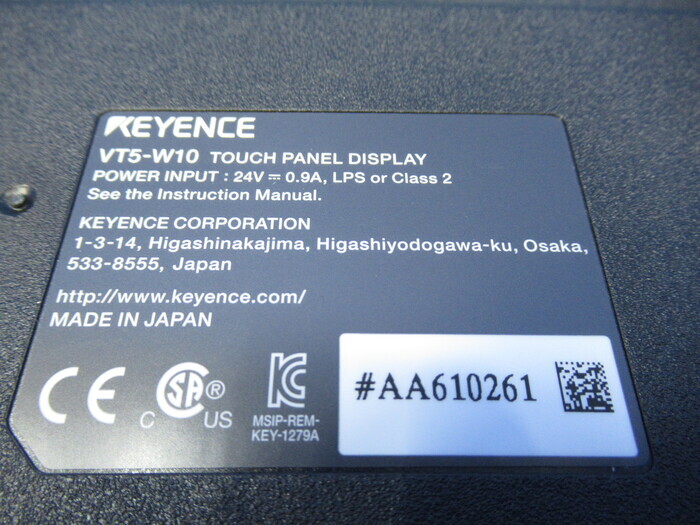 KEYENCE
VT5-W10 TOUCH PANEL DISPLAY
POWER INPUT : 24V ⎓ 0.9A, LPS or Class 2
See the Instruction Manual.
KEYENCE CORPORATION
1-3-14, Higashinakajima, Higashiyodogawa-ku, Osaka,
533-8555, Japan
http://www.keyence.com/
MADE IN JAPAN
CE
C SA ® US
KC
MSIP-REM-
KEY-1279A
#AA610261